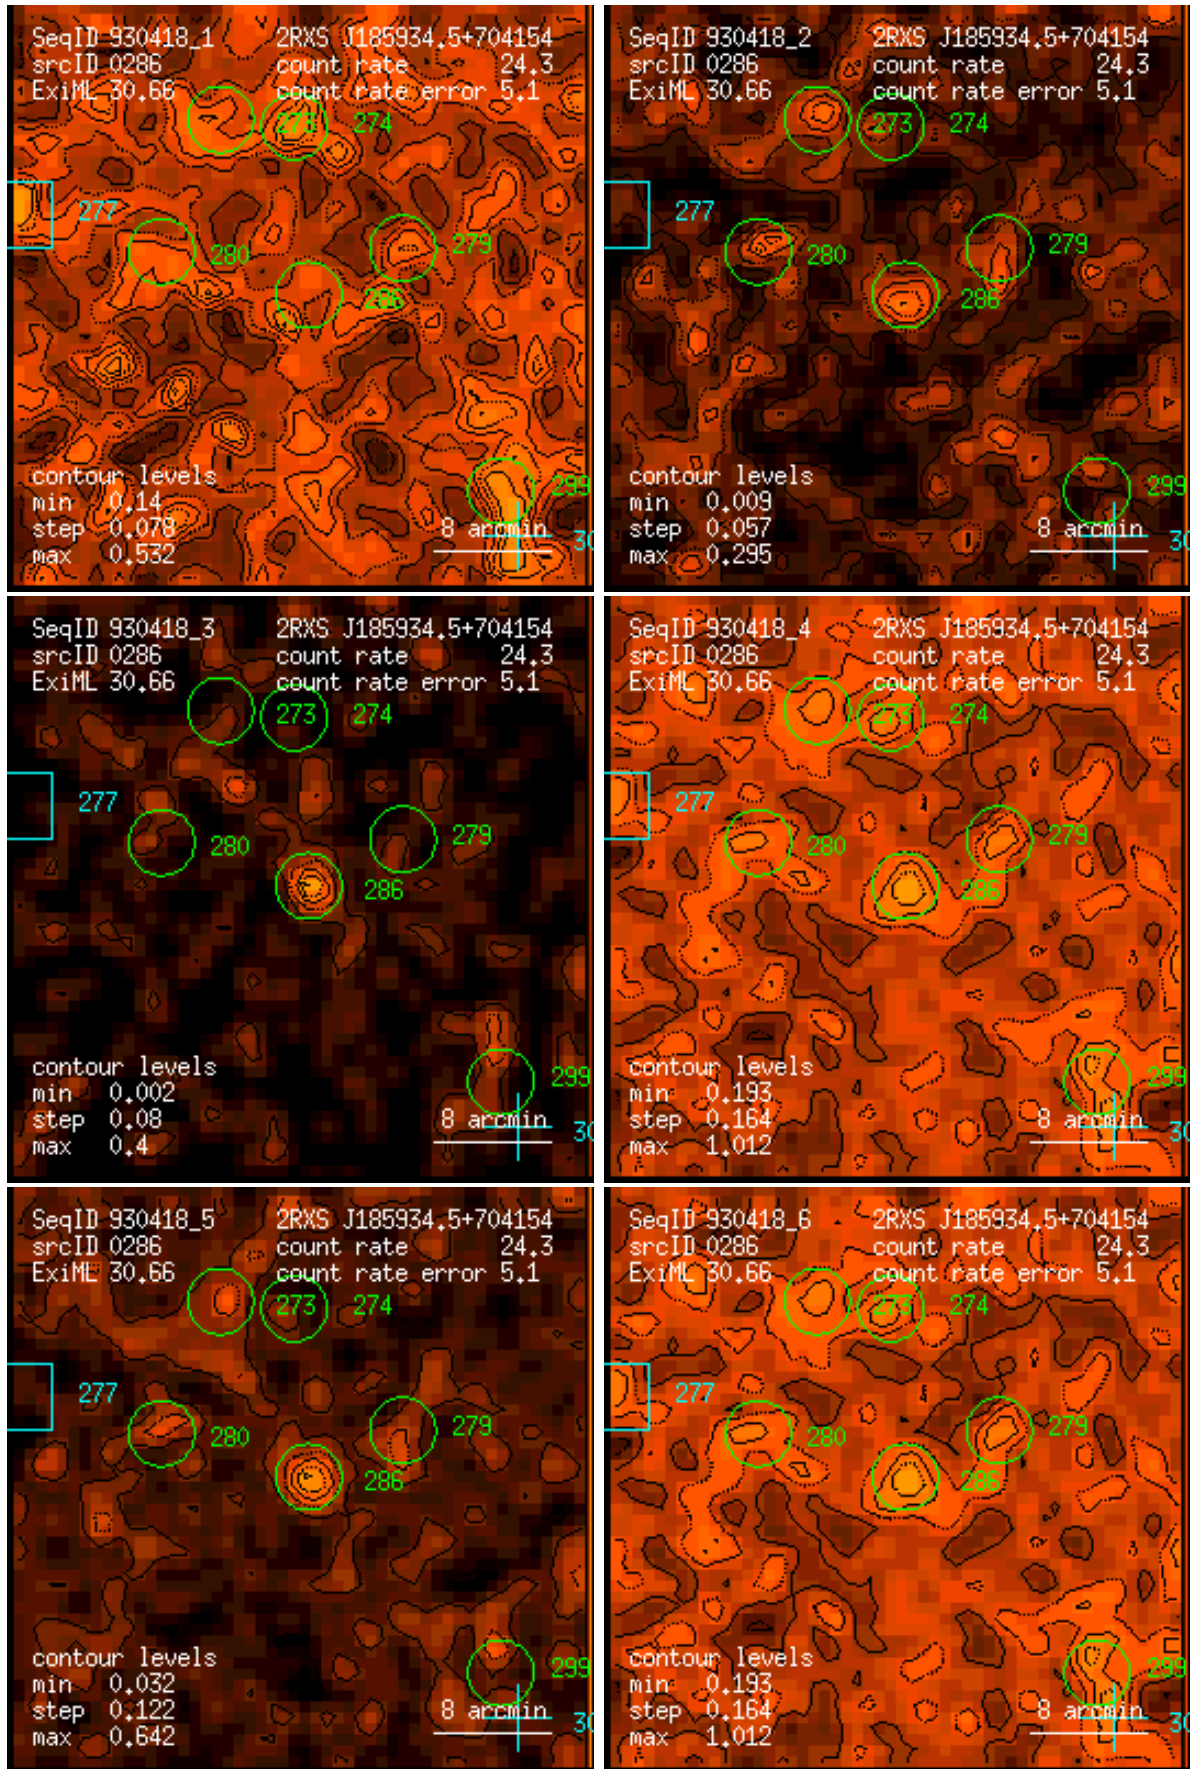 SeqID 930418_1 2RXS J185934.5+704154
srcID 0286 count rate 24.3
ExiML 30.66 count rate error 5.1
273 274
277
280 279
286
contour levels
min 0.14
step 0.078
max 0.532
299
8 arcmin
30
SeqID 930418_2 2RXS J185934.5+704154
srcID 0286 count rate 24.3
ExiML 30.66 count rate error 5.1
273 274
277
280 279
286
contour levels
min 0.009
step 0.057
max 0.295
299
8 arcmin
30
SeqID 930418_3 2RXS J185934.5+704154
srcID 0286 count rate 24.3
ExiML 30.66 count rate error 5.1
273 274
277
280 279
286
contour levels
min 0.002
step 0.08
max 0.4
299
8 arcmin
30
SeqID 930418_4 2RXS J185934.5+704154
srcID 0286 count rate 24.3
ExiML 30.66 count rate error 5.1
273 274
277
280 279
286
contour levels
min 0.193
step 0.164
max 1.012
299
8 arcmin
30
SeqID 930418_5 2RXS J185934.5+704154
srcID 0286 count rate 24.3
ExiML 30.66 count rate error 5.1
273 274
277
280 279
286
contour levels
min 0.032
step 0.122
max 0.642
299
8 arcmin
30
SeqID 930418_6 2RXS J185934.5+704154
srcID 0286 count rate 24.3
ExiML 30.66 count rate error 5.1
273 274
277
280 279
286
contour levels
min 0.193
step 0.164
max 1.012
299
8 arcmin
30